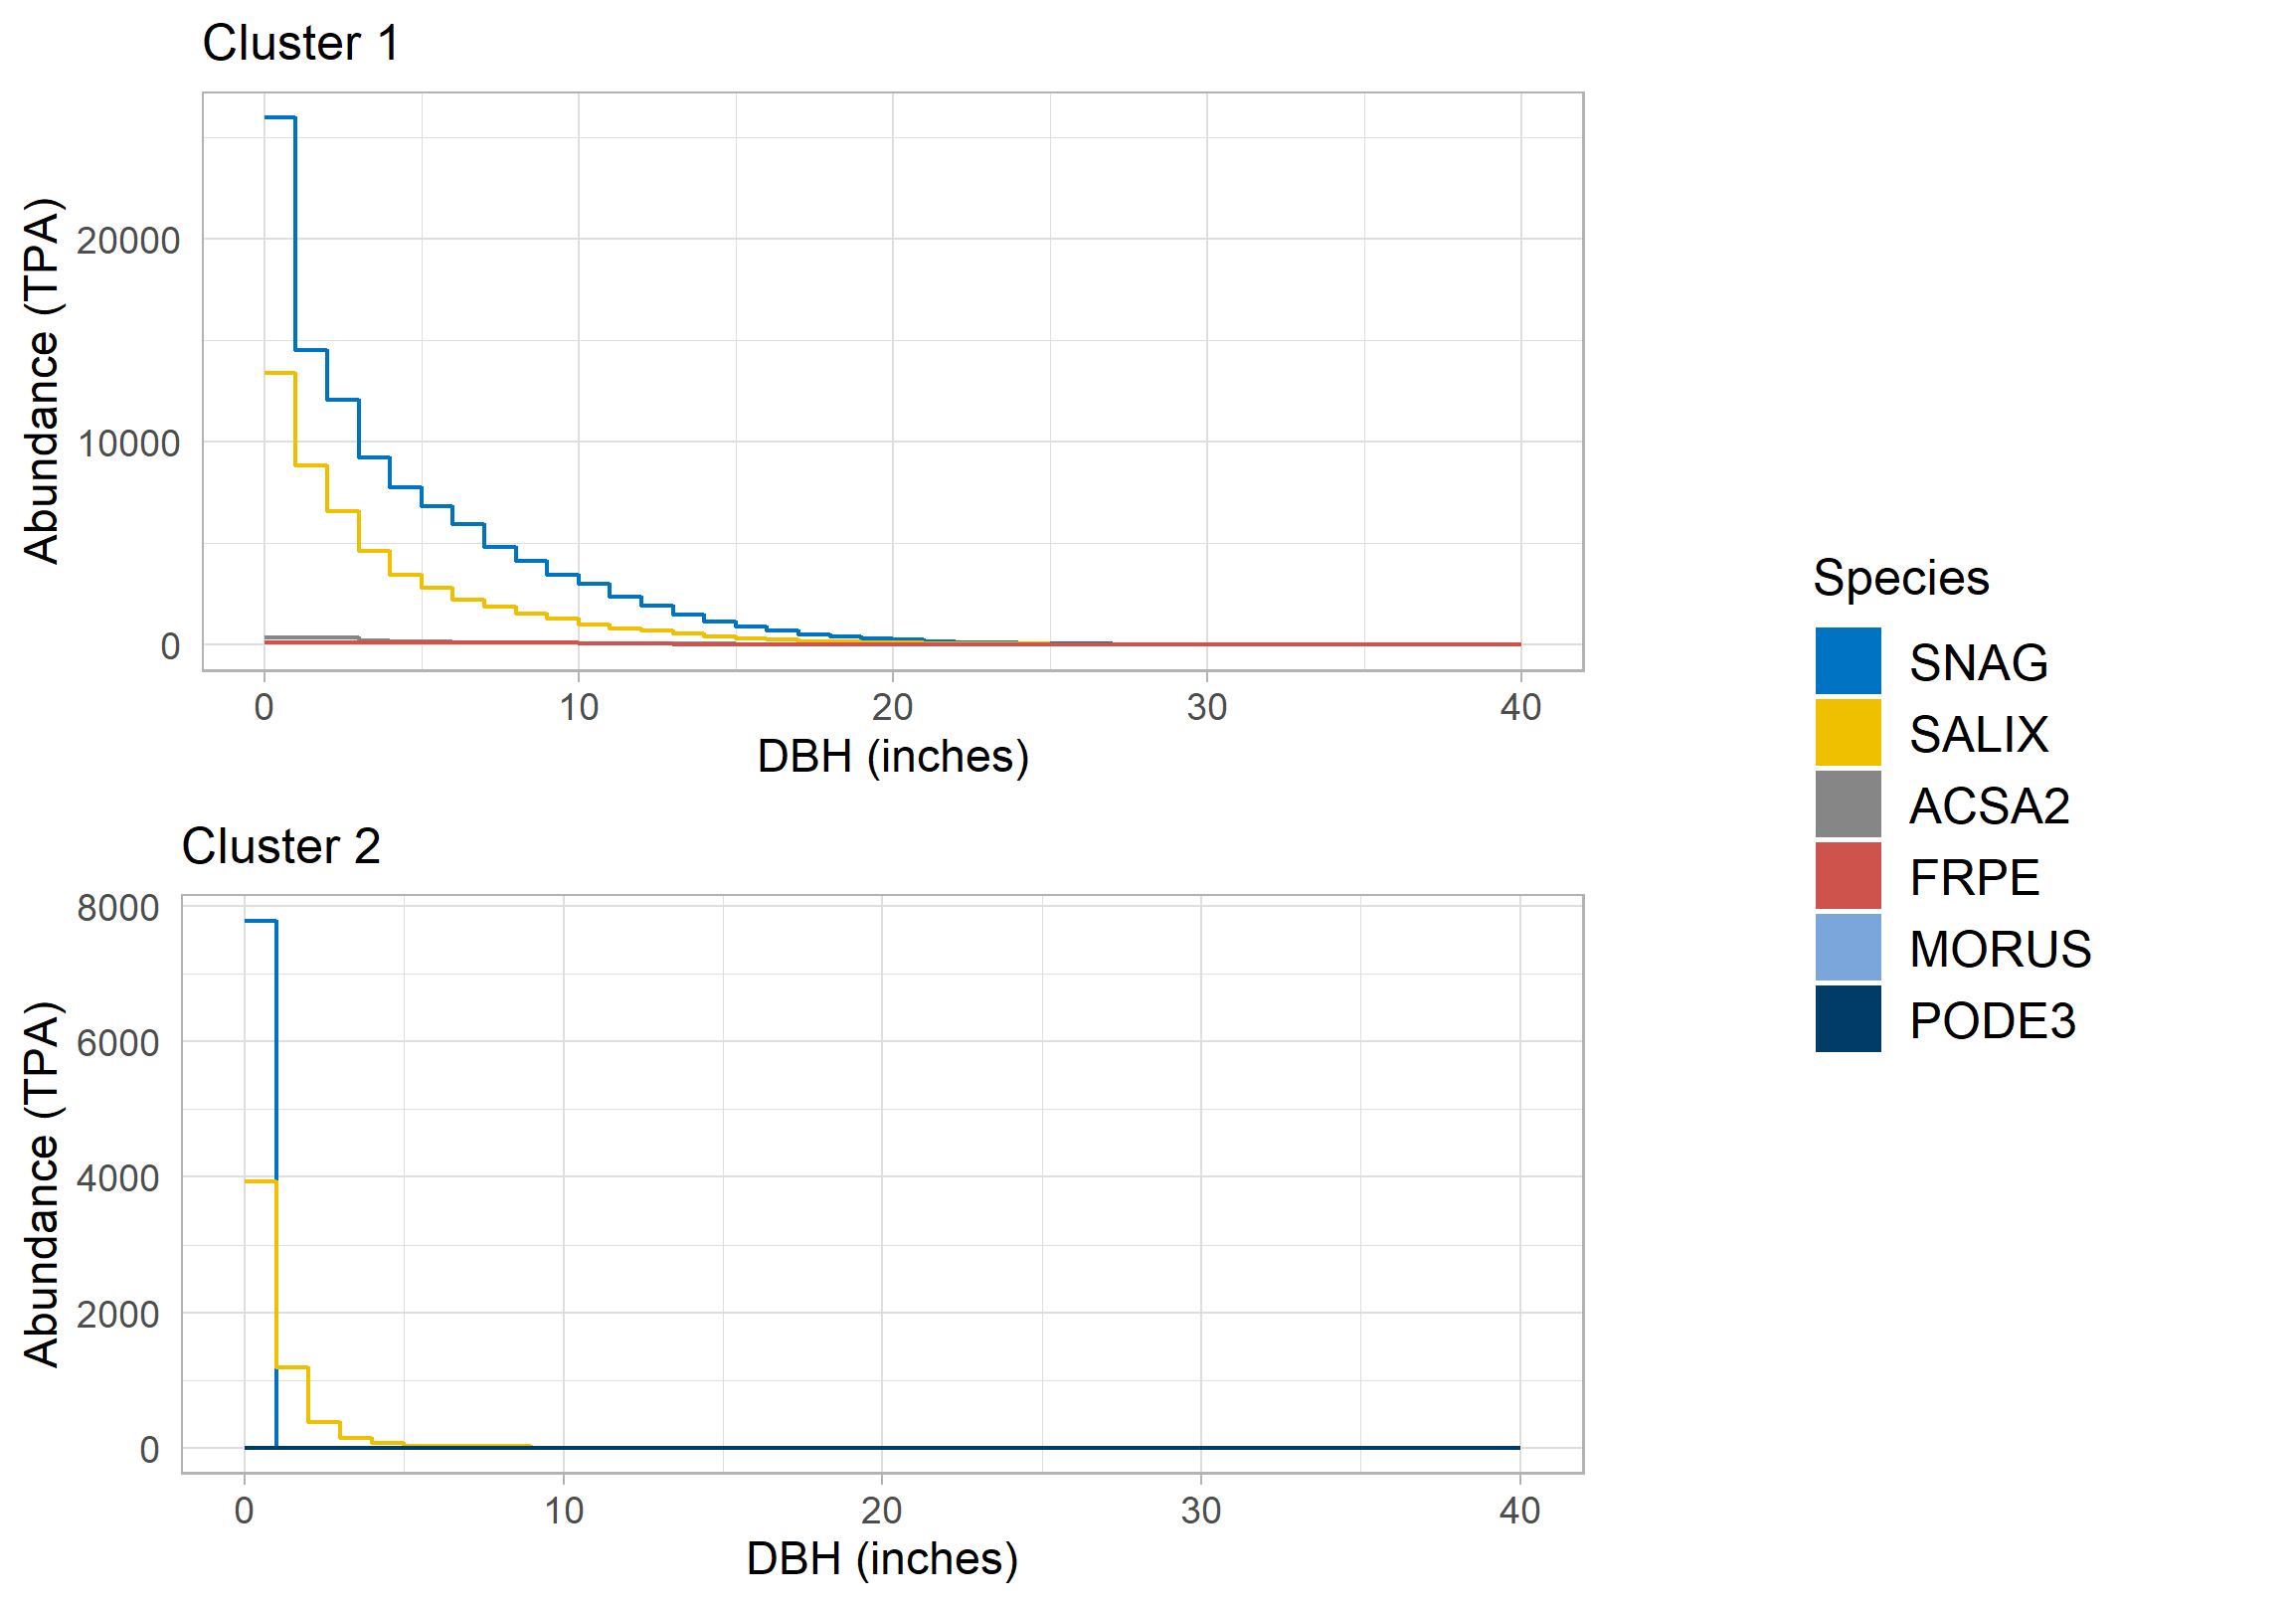 Cluster 1
Abundance (TPA)
20000
10000
0
0 10 20 30 40
DBH (inches)
Cluster 2
Abundance (TPA)
8000
6000
4000
2000
0
0 10 20 30 40
DBH (inches)
Species
SNAG
SALIX
ACSA2
FRPE
MORUS
PODE3